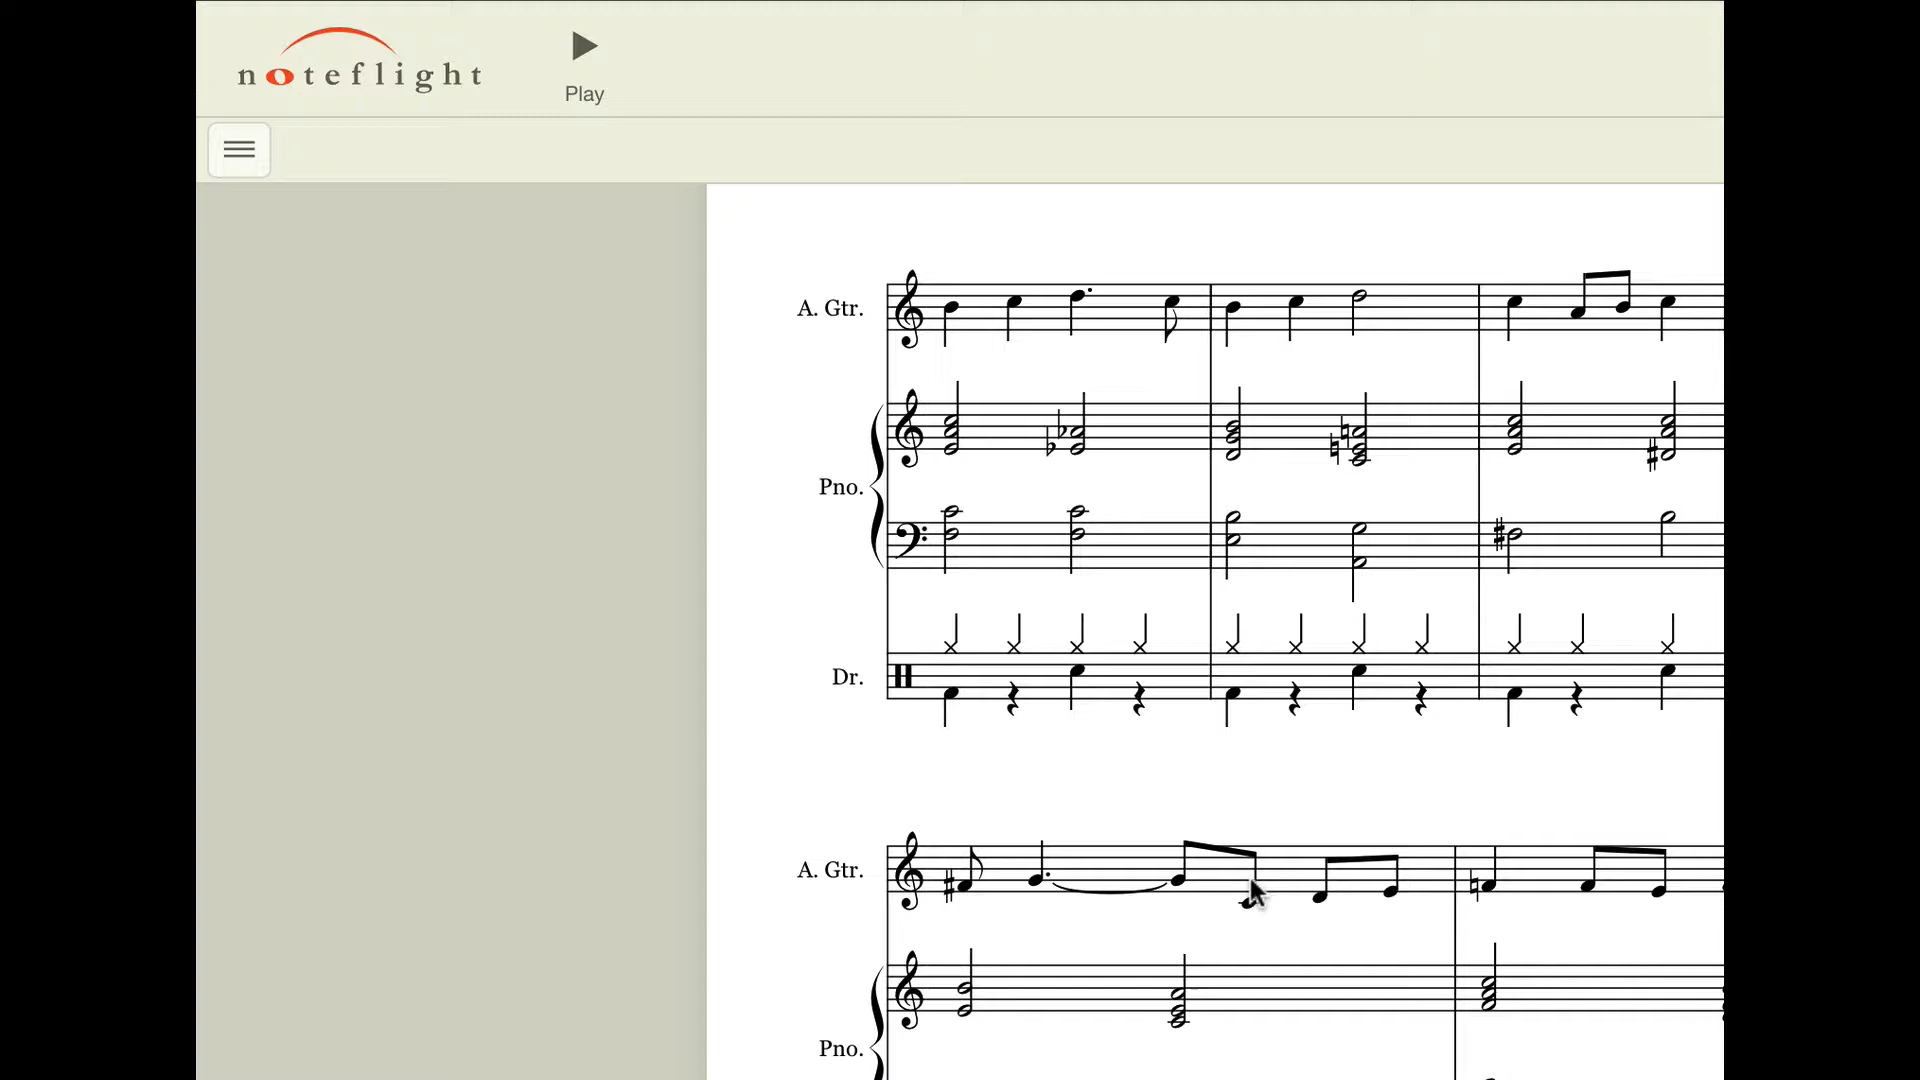 noteflight
Play
A. Gtr.
Pno.
Dr.
A. Gtr.
Pno.